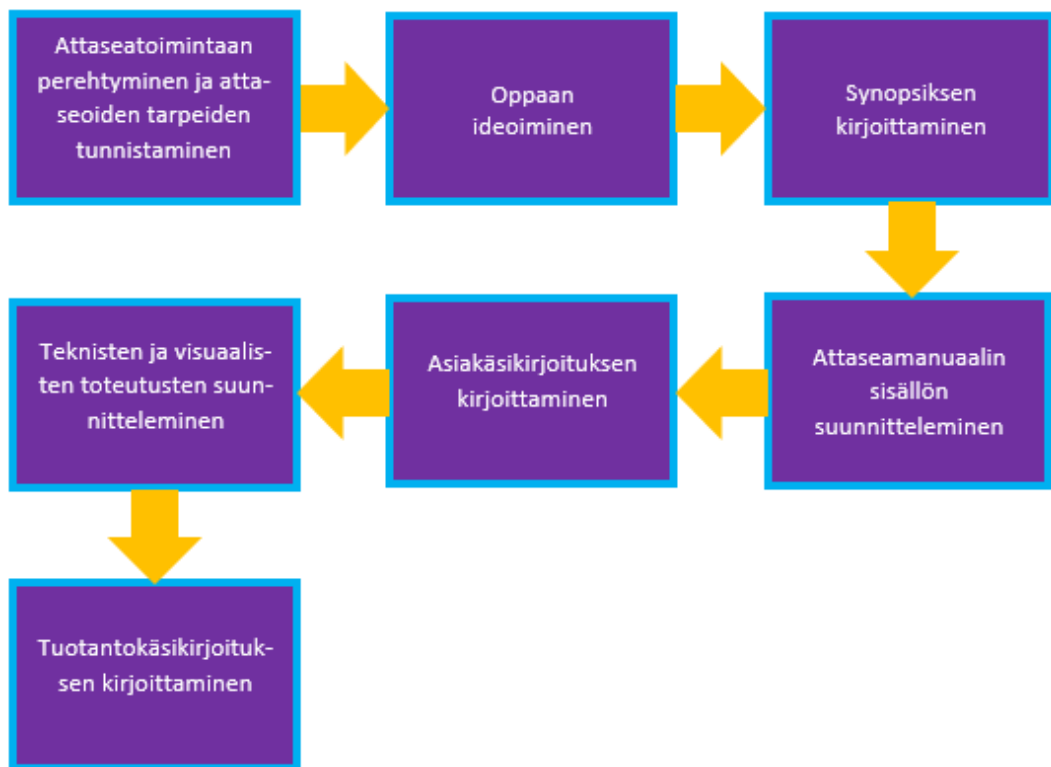 Attaseatoimintaan
perehtyminen ja atta-
seoiden tarpeiden
tunnistaminen
Oppaan
ideoiminen
Synopsiksen
kirjoittaminen
Attaseamanuaalin
sisällön
suunnitteleminen
Asiakäsikirjoituksen
kirjoittaminen
Teknisten ja visuaalis-
ten toteutusten suun-
nitteleminen
Tuotantokäsikirjoituk-
sen kirjoittaminen